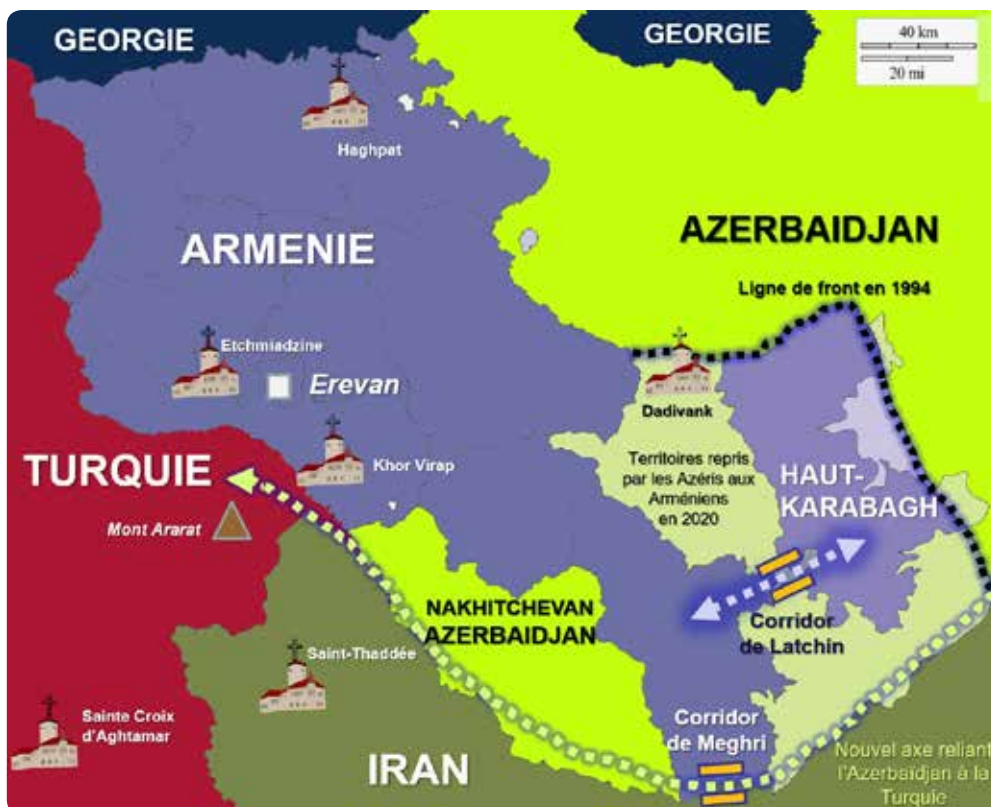 GEORGIE
GEORGIE
40 km
20 mi
Haghpat
ARMENIE
AZERBAIDJAN
Ligne de front en 1994
Etchmiadzine
Erevan
Dadivank
Khor Virap
TURQUIE
Mont Ararat
Territoires repris
par les Azéris aux
Arméniens
en 2020
HAUT-
KARABAGH
NAKHITCHEVAN
AZERBAIDJAN
Corridor
de Latchin
Saint-Thaddée
Sainte Croix
d'Aghtamar
IRAN
Corridor
de Meghri
Nouvel axe reliant
l'Azerbaïdjan à la
Turquie